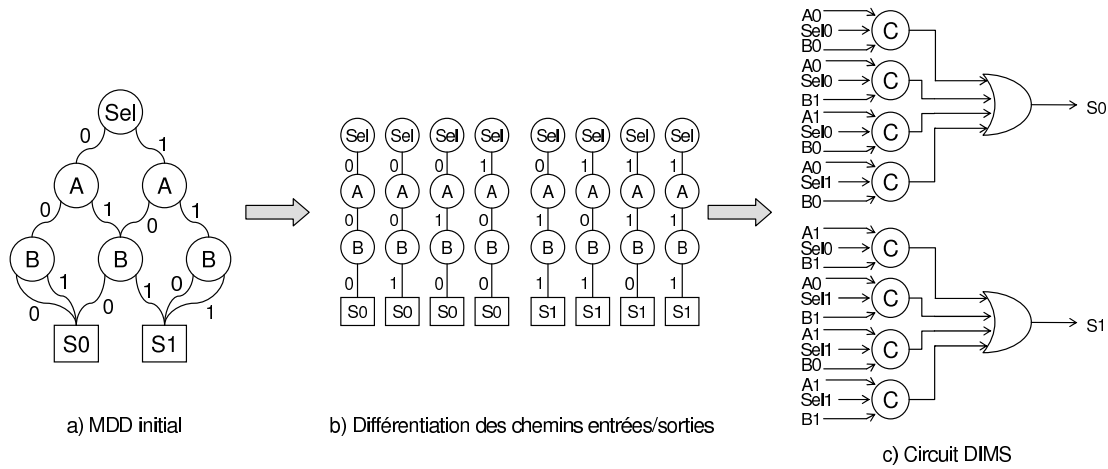 Sel
0 1
A A
0 1 0 1
B B B
0 1 0 1 0 1
S0 S1
a) MDD initial
Sel Sel Sel Sel Sel Sel Sel Sel
0 0 0 1 0 1 1 1
A A A A A A A A
0 0 1 0 1 0 1 1
B B B B B B B B
0 1 0 0 1 1 0 1
S0 S0 S0 S0 S1 S1 S1 S1
b) Différentiation des chemins entrées/sorties
A0
Sel0
B0
C
A0
Sel0
B1
C
A1
Sel0
B0
C
A0
Sel1
B0
C
S0
A1
Sel0
B1
C
A0
Sel1
B1
C
A1
Sel1
B0
C
A1
Sel1
B1
C
S1
c) Circuit DIMS